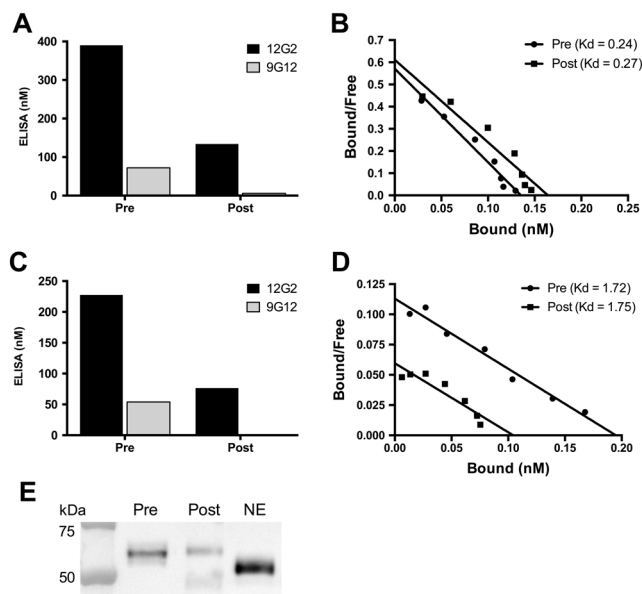 A
ELISA (nM)
400
300
200
100
0
12G2
9G12
Pre
Post
B
Bound/Free
0.7
0.6
0.5
0.4
0.3
0.2
0.1
0.0
Pre (Kd = 0.24)
Post (Kd = 0.27)
0.00 0.05 0.10 0.15 0.20 0.25
Bound (nM)
C
ELISA (nM)
250
200
150
100
50
0
12G2
9G12
Pre
Post
D
Bound/Free
0.125
0.100
0.075
0.050
0.025
0.000
Pre (Kd = 1.72)
Post (Kd = 1.75)
0.00 0.05 0.10 0.15 0.20
Bound (nM)
E
kDa Pre Post NE
75
50